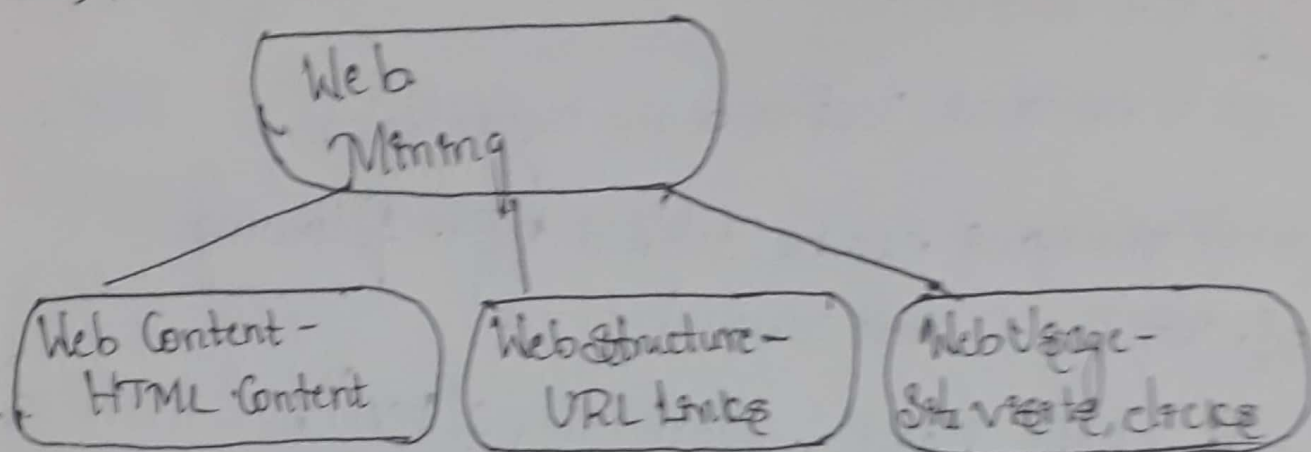 Web
Mining
Web Content-
HTML Content
Web Structure-
URL Links
Web Usage-
visits, clicks